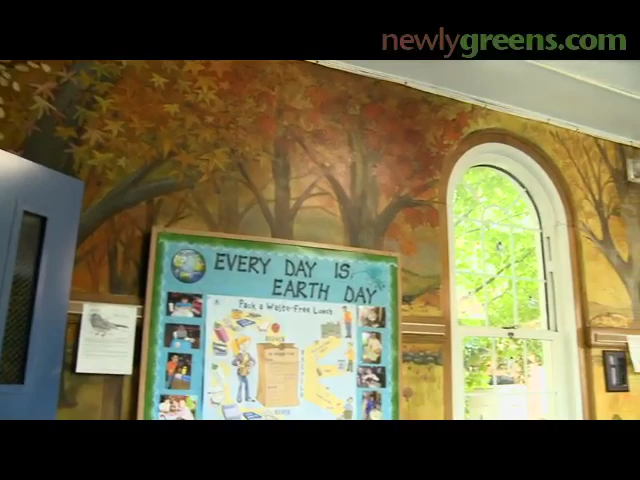 newlygreens.com
EVERY DAY IS
EARTH DAY
Pack a Waste-Free Lunch